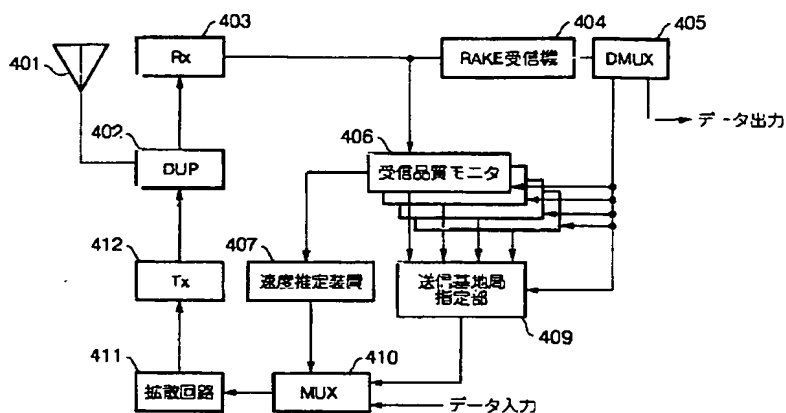 403
404
405
401
Rx
RAKE受信機
DMUX
402
データ出力
406
DUP
受信品質モニタ
412
407
Tx
速度推定装置
送信基地局
指定部
409
411
410
拡散回路
MUX
データ入力